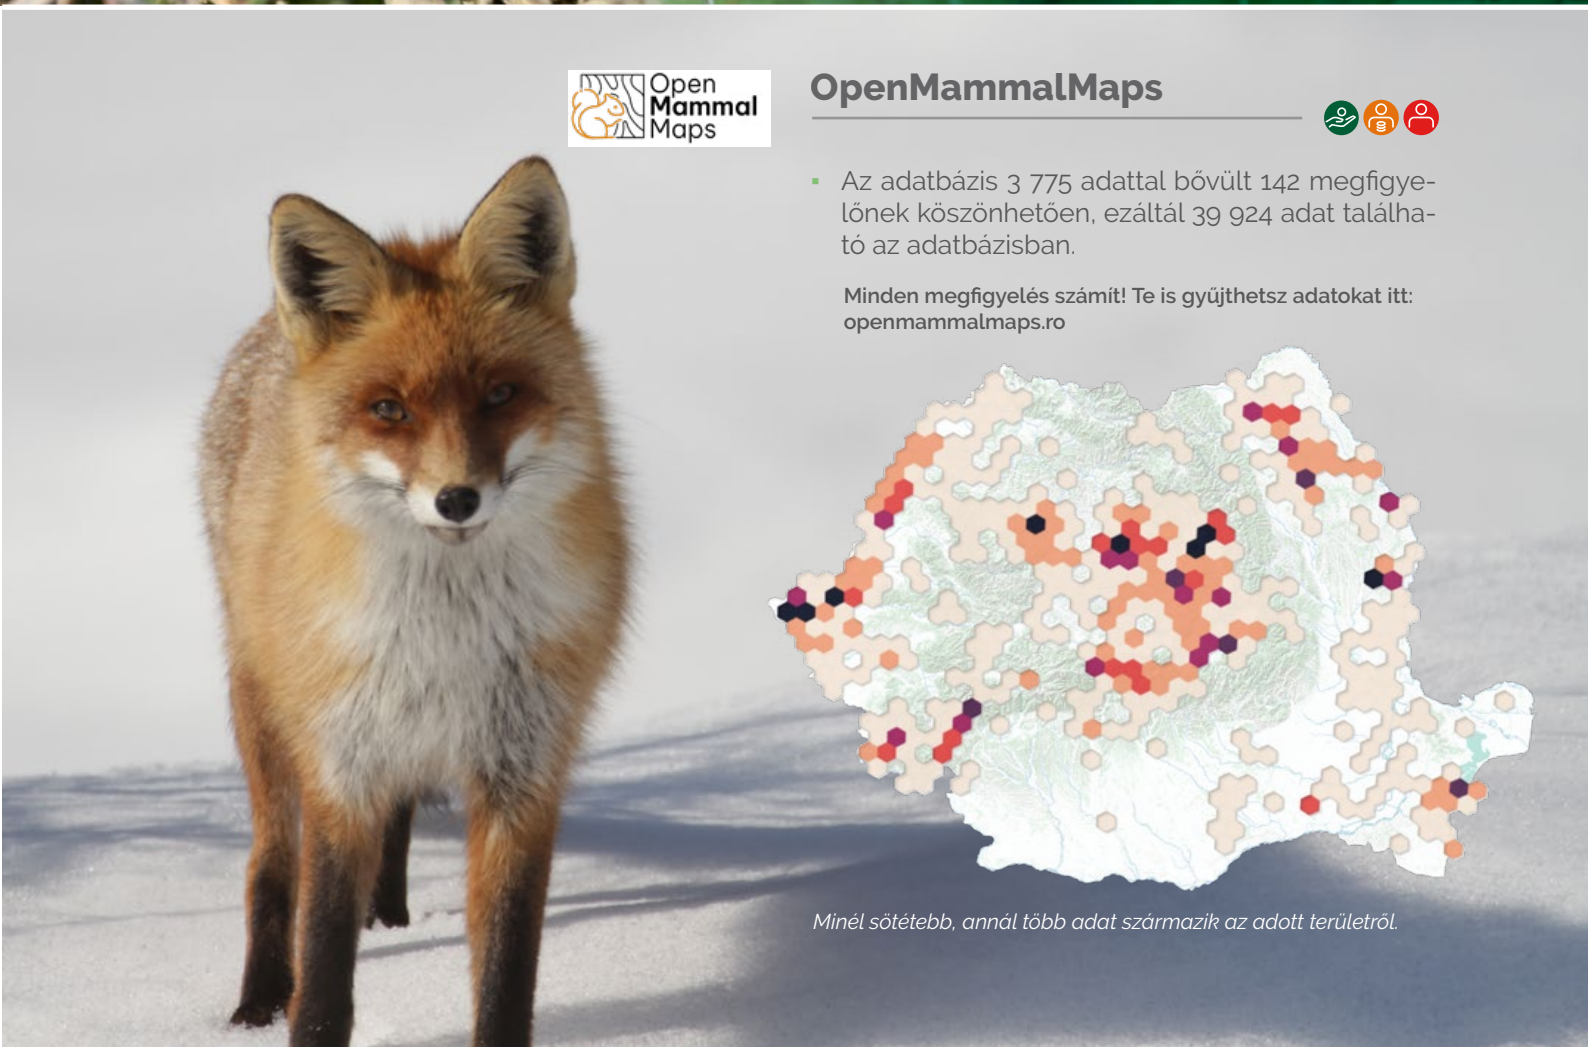 Open
Mammal
Maps
OpenMammalMaps
Az adatbázis 3 775 adattal bővült 142 megfigye-
lőnek köszönhetően, ezáltál 39 924 adat találha-
tó az adatbázisban.
Minden megfigyelés számít! Te is gyűjthetsz adatokat itt:
openmammalmaps.ro
Minél sötétebb, annál több adat származik az adott területről.